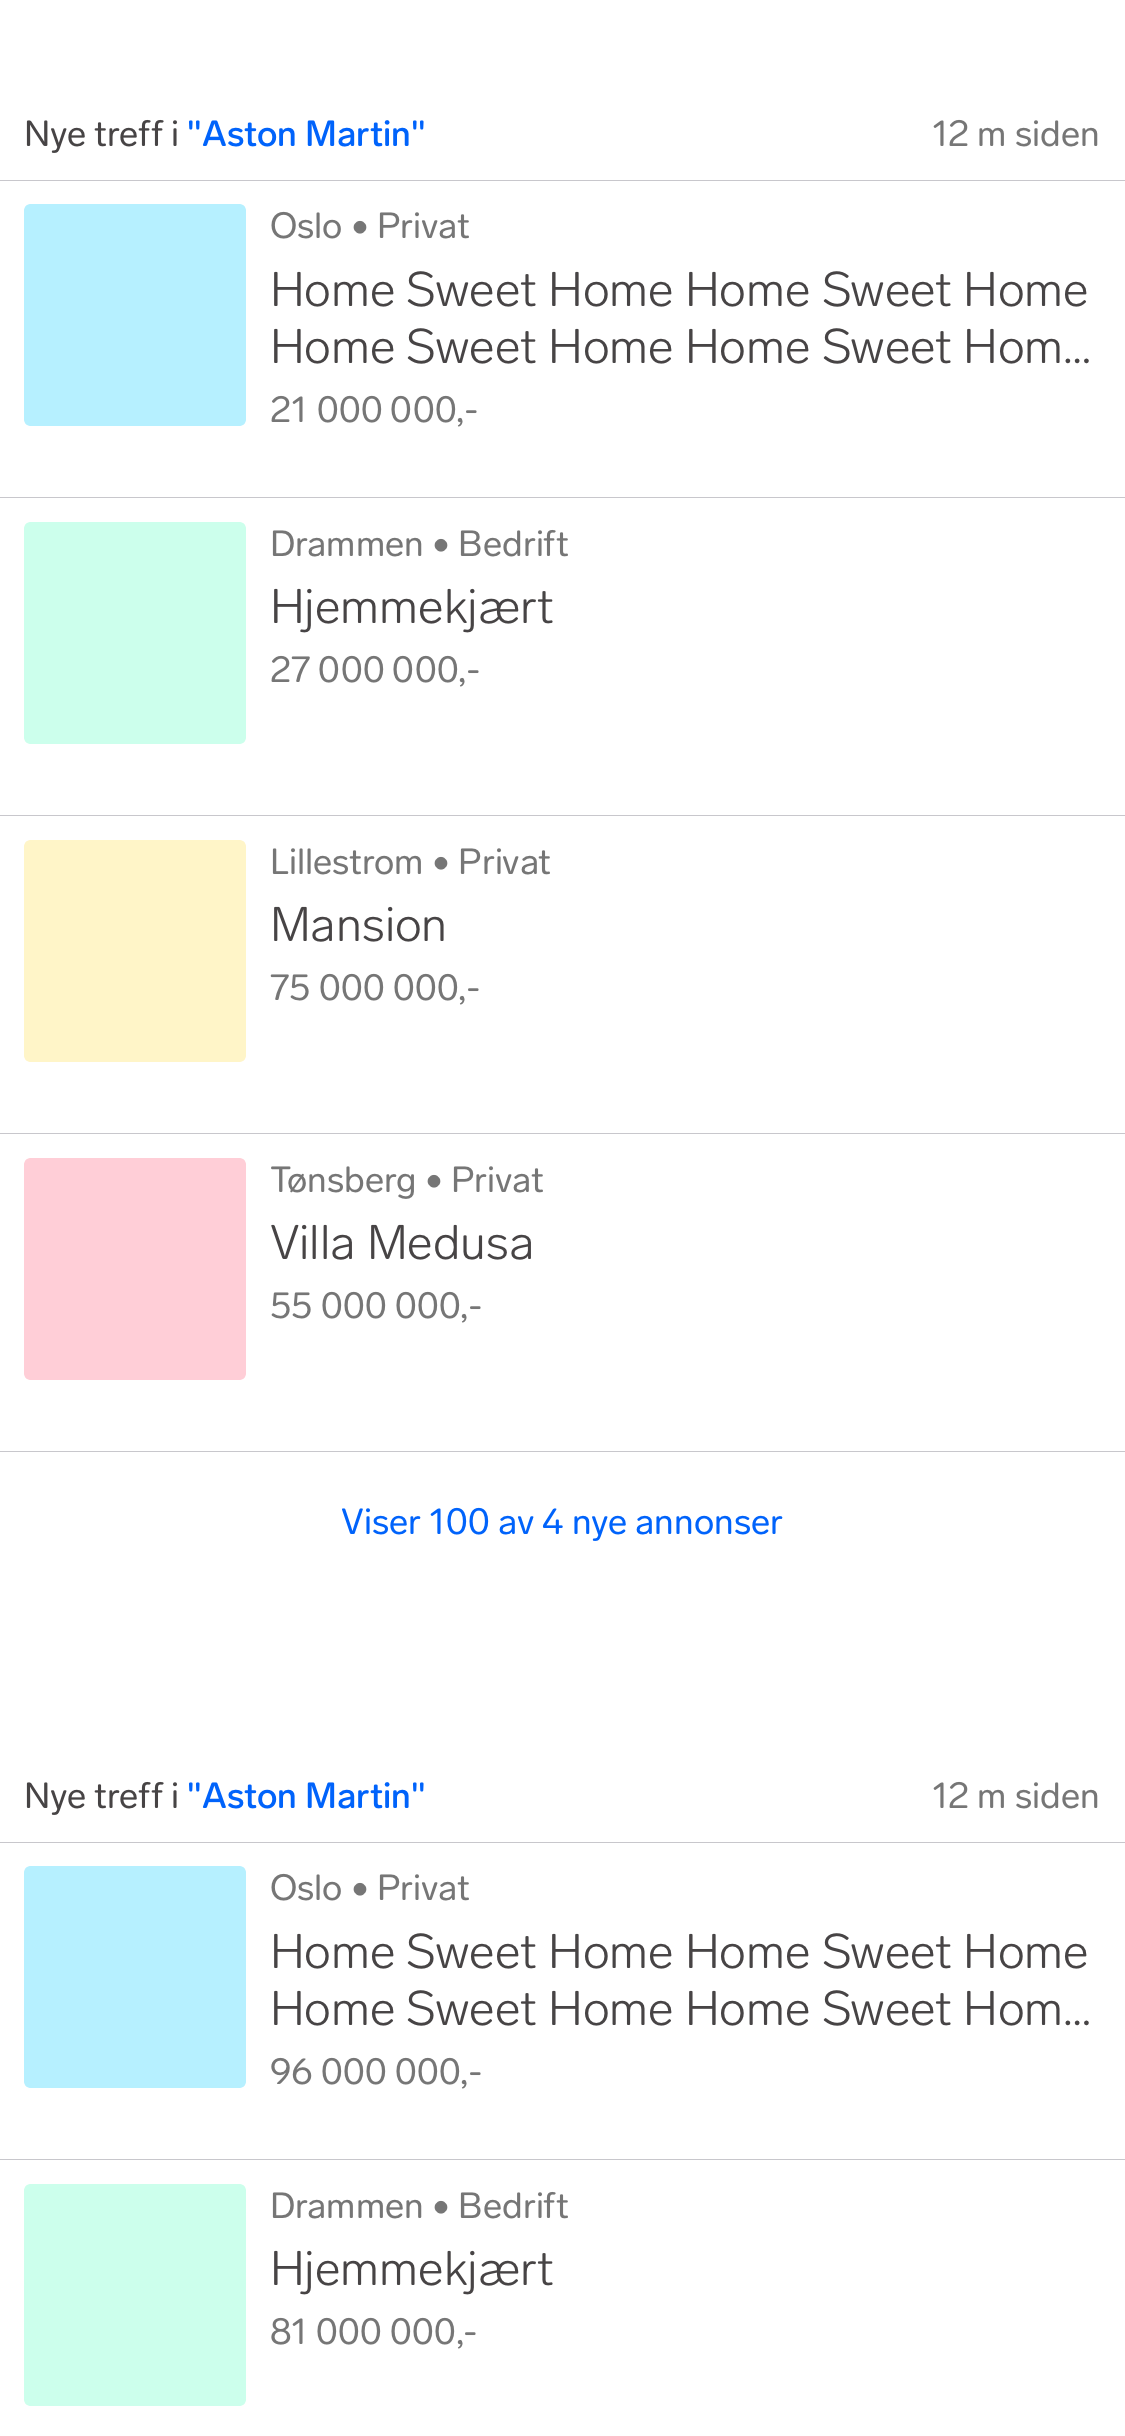 Nye treff i "Aston Martin"
12 m siden
Oslo • Privat
Home Sweet Home Home Sweet Home
Home Sweet Home Home Sweet Hom...
21 000 000,-
Drammen • Bedrift
Hjemmekjært
27 000 000,-
Lillestrom • Privat
Mansion
75 000 000,-
Tønsberg • Privat
Villa Medusa
55 000 000,-
Viser 100 av 4 nye annonser
Nye treff i "Aston Martin"
12 m siden
Oslo • Privat
Home Sweet Home Home Sweet Home
Home Sweet Home Home Sweet Hom...
96 000 000,-
Drammen • Bedrift
Hjemmekjært
81 000 000,-